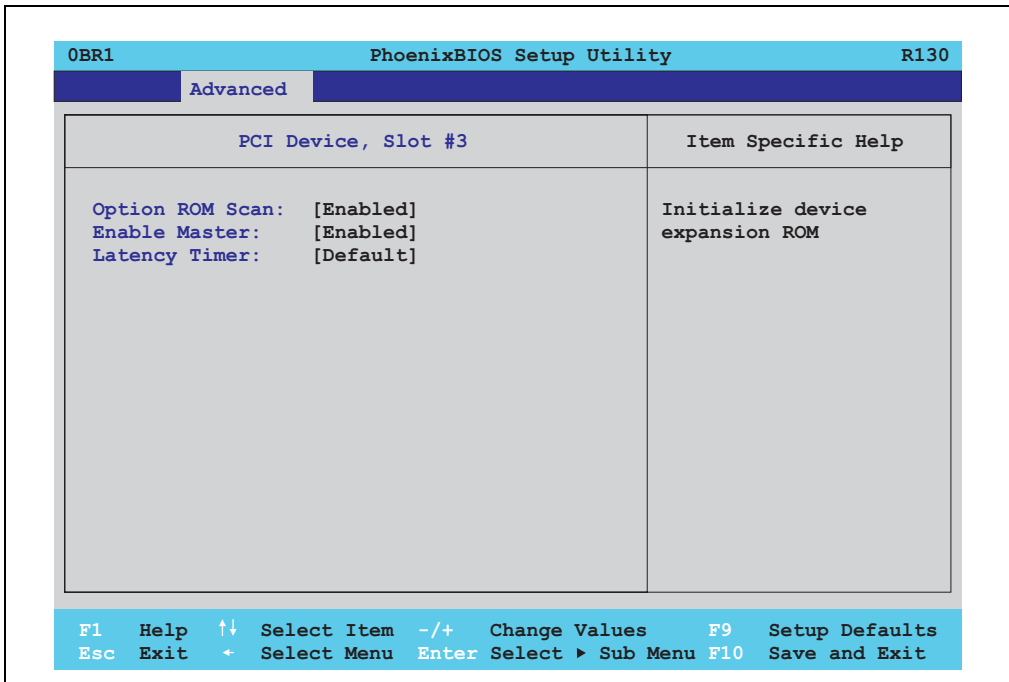 0BR1 PhoenixBIOS Setup Utility R130
Advanced
PCI Device, Slot #3 Item Specific Help
Option ROM Scan: [Enabled] Initialize device
Enable Master: [Enabled] expansion ROM
Latency Timer: [Default]
F1 Help ↑↓ Select Item -/+ Change Values F9 Setup Defaults
Esc Exit ← Select Menu Enter Select ▶ Sub Menu F10 Save and Exit